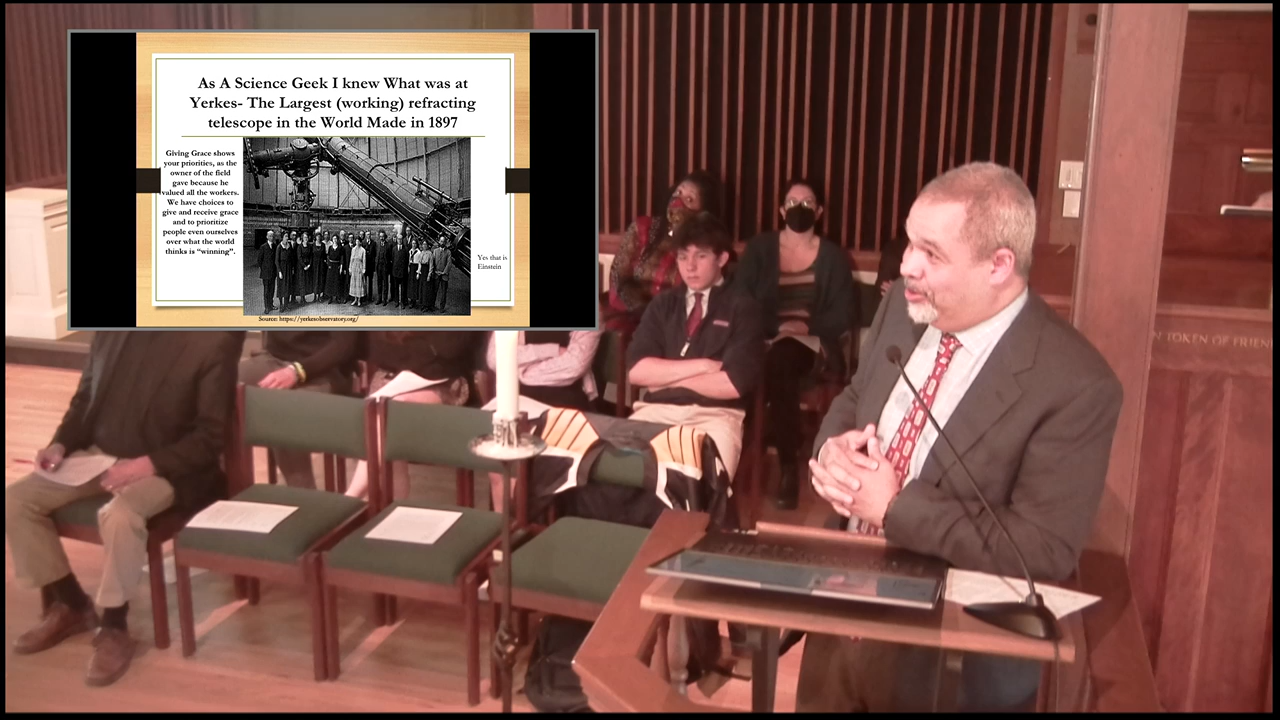 As A Science Geek I knew What was at
Yerkes- The Largest (working) refracting
telescope in the World Made in 1897
Giving Grace shows
your priorities, as the
owner of the field
gave because he
valued all the workers.
We have choices to
give and receive grace
and to prioritize
people even ourselves
over what the world
thinks is “winning”.
Yes that is
Einstein
Source: https://yerkesobservatory.org/
TOKEN OF